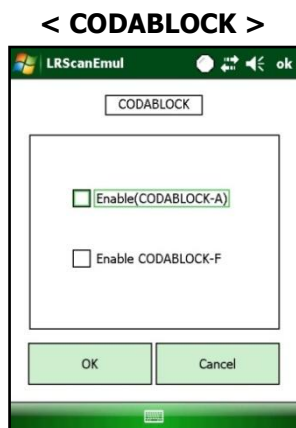 < CODABLOCK >
LRScanEmul ok
CODABLOCK
Enable(CODABLOCK-A)
Enable CODABLOCK-F
OK Cancel